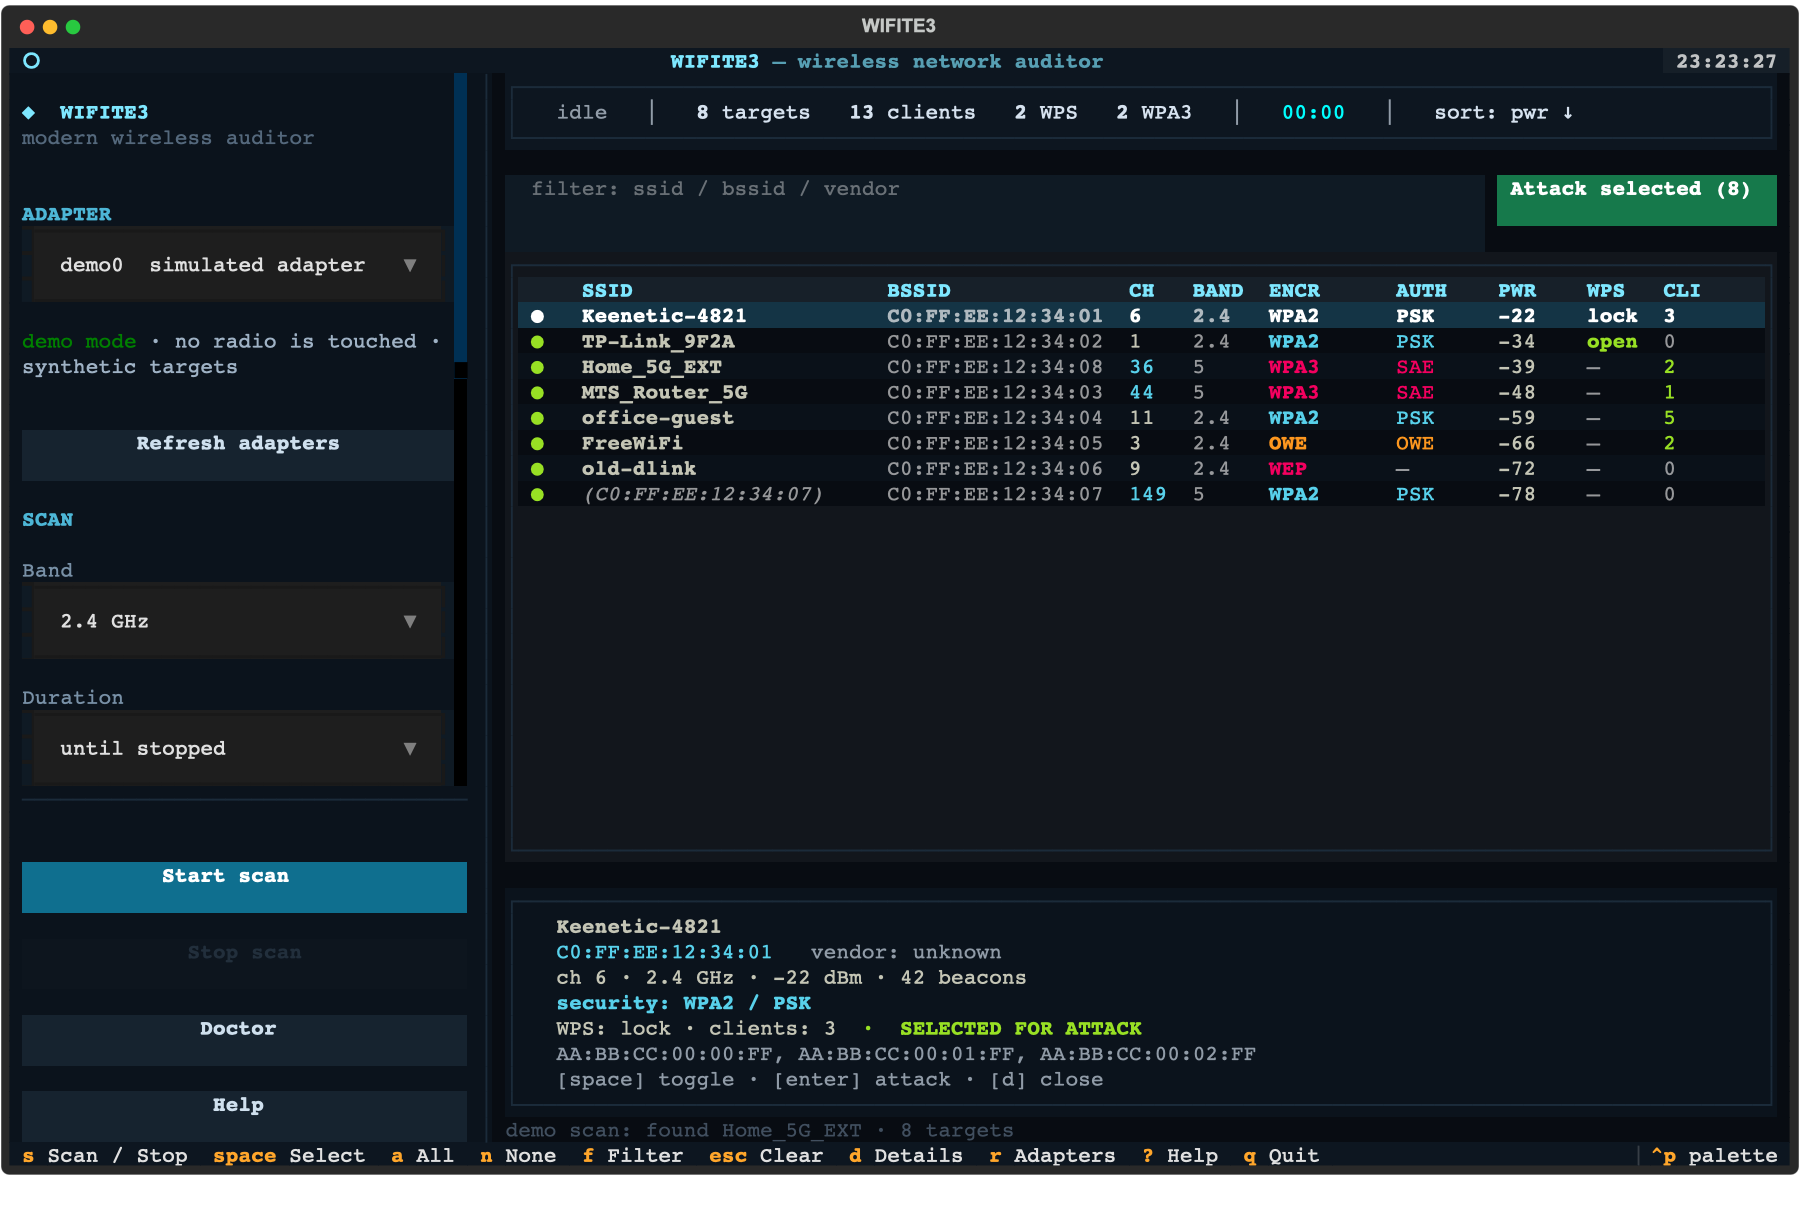 WIFITE3
WIFITE3 — wireless network auditor
23:23:27
◆ WIFITE3
modern wireless auditor
ADAPTER
demo0 simulated adapter ▼
demo mode · no radio is touched ·
synthetic targets
Refresh adapters
SCAN
Band
2.4 GHz ▼
Duration
until stopped ▼
Start scan
Stop scan
Doctor
Help
idle │ 8 targets 13 clients 2 WPS 2 WPA3 │ 00:00 │ sort: pwr ↓
filter: ssid / bssid / vendor
Attack selected (8)
SSID BSSID CH BAND ENCR AUTH PWR WPS CLI
● Keenetic-4821 C0:FF:EE:12:34:01 6 2.4 WPA2 PSK -22 lock 3
● TP-Link_9F2A C0:FF:EE:12:34:02 1 2.4 WPA2 PSK -34 open 0
● Home_5G_EXT C0:FF:EE:12:34:08 36 5 WPA3 SAE -39 — 2
● MTS_Router_5G C0:FF:EE:12:34:03 44 5 WPA3 SAE -48 — 1
● office-guest C0:FF:EE:12:34:04 11 2.4 WPA2 PSK -59 — 5
● FreeWiFi C0:FF:EE:12:34:05 3 2.4 OWE OWE -66 — 2
● old-dlink C0:FF:EE:12:34:06 9 2.4 WEP — -72 — 0
● (C0:FF:EE:12:34:07) C0:FF:EE:12:34:07 149 5 WPA2 PSK -78 — 0
Keenetic-4821
C0:FF:EE:12:34:01 vendor: unknown
ch 6 · 2.4 GHz · -22 dBm · 42 beacons
security: WPA2 / PSK
WPS: lock · clients: 3 · SELECTED FOR ATTACK
AA:BB:CC:00:00:FF, AA:BB:CC:00:01:FF, AA:BB:CC:00:02:FF
[space] toggle · [enter] attack · [d] close
demo scan: found Home_5G_EXT · 8 targets
s Scan / Stop space Select a All n None f Filter esc Clear d Details r Adapters ? Help q Quit │ ^p palette